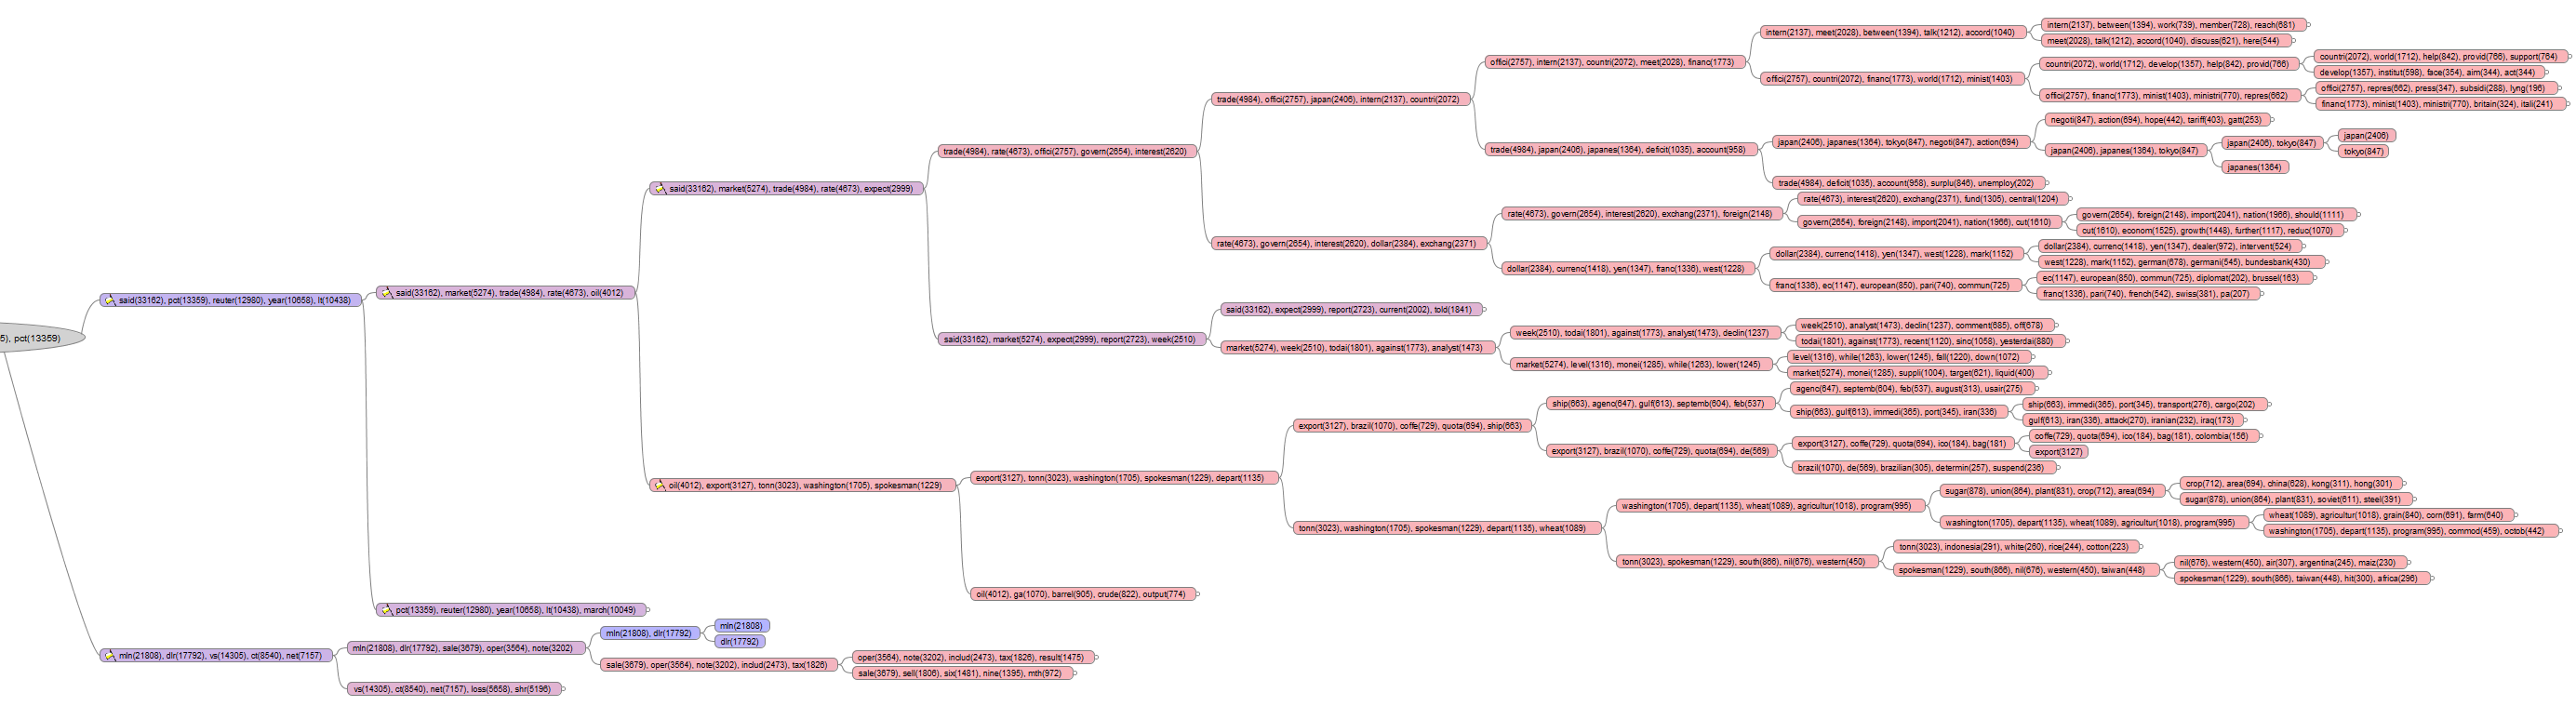 5), pct(13359)
said(33162), pct(13359), reuter(12980), year(10658), lt(10438)
said(33162), market(5274), trade(4984), rate(4673), oil(4012)
said(33162), market(5274), trade(4984), rate(4673), expect(2999)
trade(4984), rate(4673), offici(2757), govern(2654), interest(2620)
trade(4984), offici(2757), japan(2406), intern(2137), countri(2072)
offici(2757), intern(2137), countri(2072), meet(2028), financ(1773)
intern(2137), meet(2028), between(1394), talk(1212), accord(1040)
intern(2137), between(1394), work(739), member(728), reach(681)
meet(2028), talk(1212), accord(1040), discuss(621), here(544)
offici(2757), countri(2072), financ(1773), world(1712), minist(1403)
countri(2072), world(1712), develop(1357), help(842), provid(766)
countri(2072), world(1712), help(842), provid(766), support(764)
develop(1357), institut(598), face(354), aim(344), act(344)
offici(2757), financ(1773), minist(1403), ministri(770), repres(662)
offici(2757), repres(662), press(347), subsidi(288), lyng(196)
financ(1773), minist(1403), ministri(770), britain(324), itali(241)
trade(4984), japan(2406), japanes(1364), deficit(1035), account(958)
japan(2406), japanes(1364), tokyo(847), negoti(847), action(694)
negoti(847), action(694), hope(442), tariff(403), gatt(253)
japan(2406), japanes(1364), tokyo(847)
japan(2406), tokyo(847)
japan(2406)
tokyo(847)
japanes(1364)
trade(4984), deficit(1035), account(958), surplu(846), unemploy(202)
rate(4673), govern(2654), interest(2620), dollar(2384), exchang(2371)
rate(4673), govern(2654), interest(2620), exchang(2371), foreign(2148)
rate(4673), interest(2620), exchang(2371), fund(1305), central(1204)
govern(2654), foreign(2148), import(2041), nation(1966), cut(1610)
govern(2654), foreign(2148), import(2041), nation(1966), should(1111)
cut(1610), econom(1525), growth(1448), further(1117), reduc(1070)
dollar(2384), currenc(1418), yen(1347), franc(1336), west(1228)
dollar(2384), currenc(1418), yen(1347), west(1228), mark(1152)
dollar(2384), currenc(1418), yen(1347), dealer(972), intervent(524)
west(1228), mark(1152), german(678), germani(545), bundesbank(430)
franc(1336), ec(1147), european(850), pari(740), commun(725)
ec(1147), european(850), commun(725), diplomat(202), brussel(163)
franc(1336), pari(740), french(542), swiss(381), pa(207)
said(33162), market(5274), expect(2999), report(2723), week(2510)
said(33162), expect(2999), report(2723), current(2002), told(1841)
market(5274), week(2510), todai(1801), against(1773), analyst(1473)
week(2510), todai(1801), against(1773), analyst(1473), declin(1237)
week(2510), analyst(1473), declin(1237), comment(685), off(678)
todai(1801), against(1773), recent(1120), sinc(1058), yesterdai(880)
market(5274), level(1316), monei(1285), while(1263), lower(1245)
level(1316), while(1263), lower(1245), fall(1220), down(1072)
market(5274), monei(1285), suppli(1004), target(621), liquid(400)
oil(4012), export(3127), tonn(3023), washington(1705), spokesman(1229)
export(3127), tonn(3023), washington(1705), spokesman(1229), depart(1135)
export(3127), brazil(1070), coffe(729), quota(694), ship(663)
ship(663), agenc(647), gulf(613), septemb(604), feb(537)
agenc(647), septemb(604), feb(537), august(313), usair(275)
ship(663), gulf(613), immedi(365), port(345), iran(336)
ship(663), immedi(365), port(345), transport(276), cargo(202)
gulf(613), iran(336), attack(270), iranian(232), iraq(173)
export(3127), brazil(1070), coffe(729), quota(694), de(569)
export(3127), coffe(729), quota(694), ico(184), bag(181)
coffe(729), quota(694), ico(184), bag(181), colombia(156)
export(3127)
brazil(1070), de(569), brazilian(305), determin(257), suspend(236)
tonn(3023), washington(1705), spokesman(1229), depart(1135), wheat(1089)
washington(1705), depart(1135), wheat(1089), agricultur(1018), program(995)
sugar(878), union(864), plant(831), crop(712), area(694)
crop(712), area(694), china(628), kong(311), hong(301)
sugar(878), union(864), plant(831), soviet(611), steel(391)
washington(1705), depart(1135), wheat(1089), agricultur(1018), program(995)
wheat(1089), agricultur(1018), grain(840), corn(691), farm(640)
washington(1705), depart(1135), program(995), commod(459), octob(442)
tonn(3023), spokesman(1229), south(866), nil(676), western(450)
tonn(3023), indonesia(291), white(260), rice(244), cotton(223)
spokesman(1229), south(866), nil(676), western(450), taiwan(448)
nil(676), western(450), air(307), argentina(245), maiz(230)
spokesman(1229), south(866), taiwan(448), hit(300), africa(296)
oil(4012), ga(1070), barrel(905), crude(822), output(774)
pct(13359), reuter(12980), year(10658), lt(10438), march(10049)
mln(21808), dlr(17792), vs(14305), ct(8540), net(7157)
mln(21808), dlr(17792), sale(3679), oper(3564), note(3202)
mln(21808), dlr(17792)
mln(21808)
dlr(17792)
sale(3679), oper(3564), note(3202), includ(2473), tax(1826)
oper(3564), note(3202), includ(2473), tax(1826), result(1475)
sale(3679), sell(1806), six(1481), nine(1395), mth(972)
vs(14305), ct(8540), net(7157), loss(5658), shr(5196)